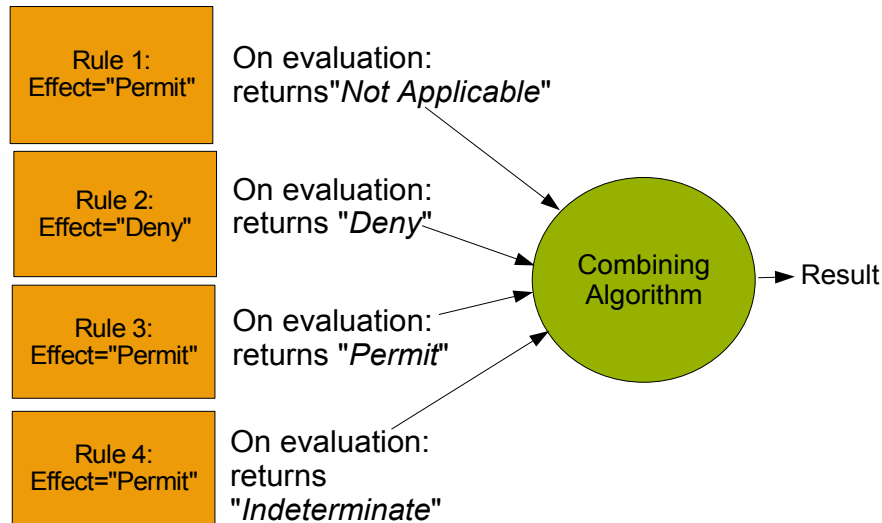 Rule 1:
Effect="Permit"
On evaluation:
returns"Not Applicable"
Rule 2:
Effect="Deny"
On evaluation:
returns "Deny"
Rule 3:
Effect="Permit"
On evaluation:
returns "Permit"
Rule 4:
Effect="Permit"
On evaluation:
returns
"Indeterminate"
Combining
Algorithm
Result